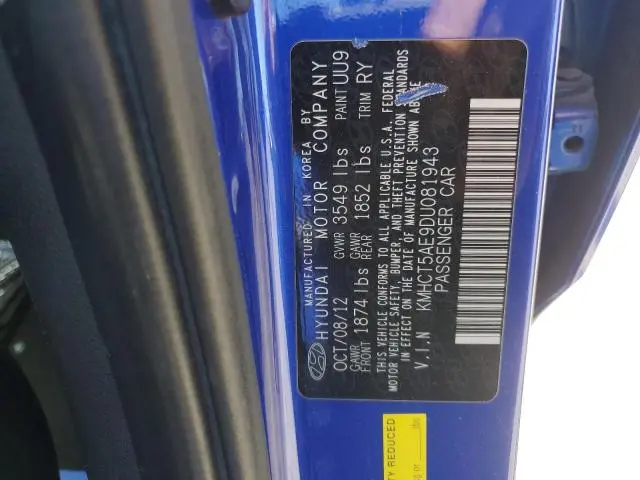 MANUFACTURED IN KOREA BY
HYUNDAI MOTOR COMPANY
OCT/08/12 GVWR 3549 lbs PAINT UU9
GAWR FRONT 1874 lbs GAWR REAR 1852 lbs TRIM RY
THIS VEHICLE CONFORMS TO ALL APPLICABLE U.S.A. FEDERAL
MOTOR VEHICLE SAFETY, BUMPER, AND THEFT PREVENTION STANDARDS
IN EFFECT ON THE DATE OF MANUFACTURE SHOWN ABOVE
V.I.N KMHCT5AE9DU081943
PASSENGER CAR
REDUCED